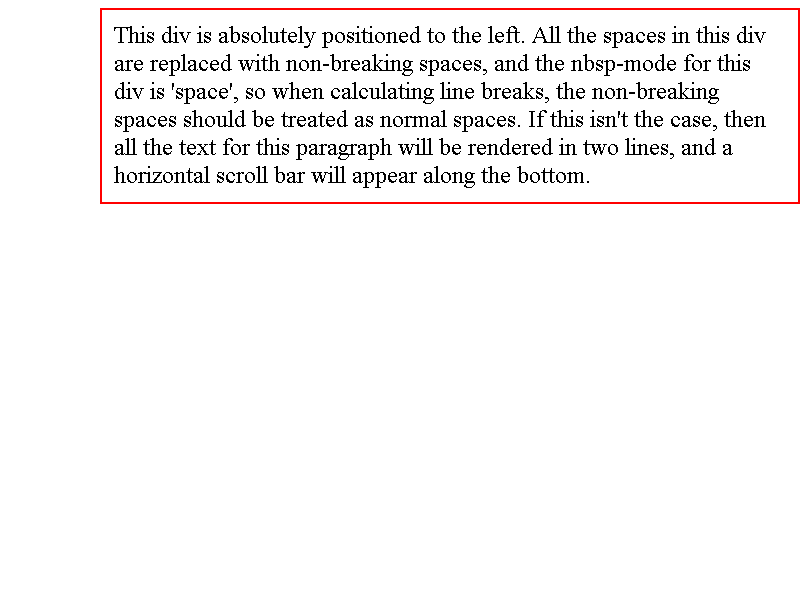 This div is absolutely positioned to the left. All the spaces in this div
are replaced with non-breaking spaces, and the nbsp-mode for this
div is 'space', so when calculating line breaks, the non-breaking
spaces should be treated as normal spaces. If this isn't the case, then
all the text for this paragraph will be rendered in two lines, and a
horizontal scroll bar will appear along the bottom.